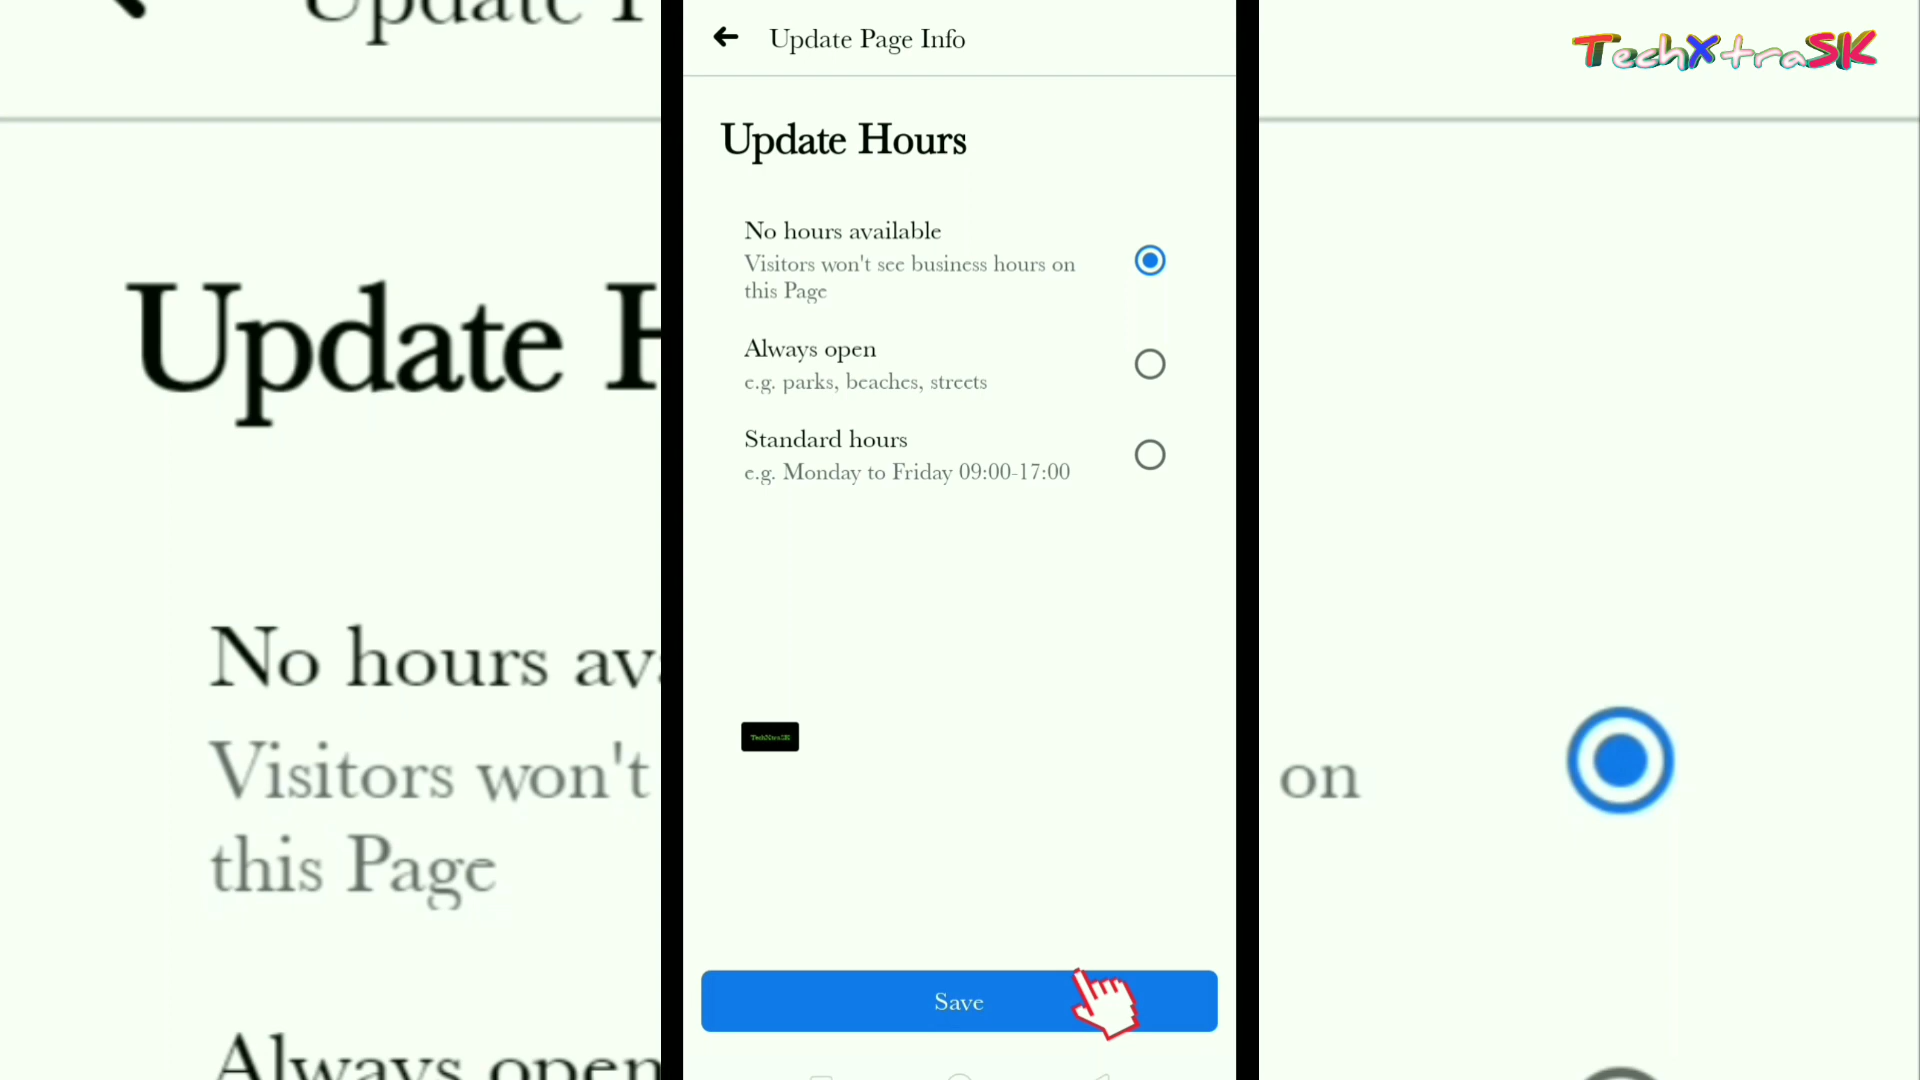 Update Page Info
TechXtraSK
Update Hours
No hours available
Visitors won't see business hours on
this Page
Always open
e.g. parks, beaches, streets
Standard hours
e.g. Monday to Friday 09:00-17:00
TechXtraSK
Save
Update H
No hours ava
Visitors won't
on
this Page
Always open